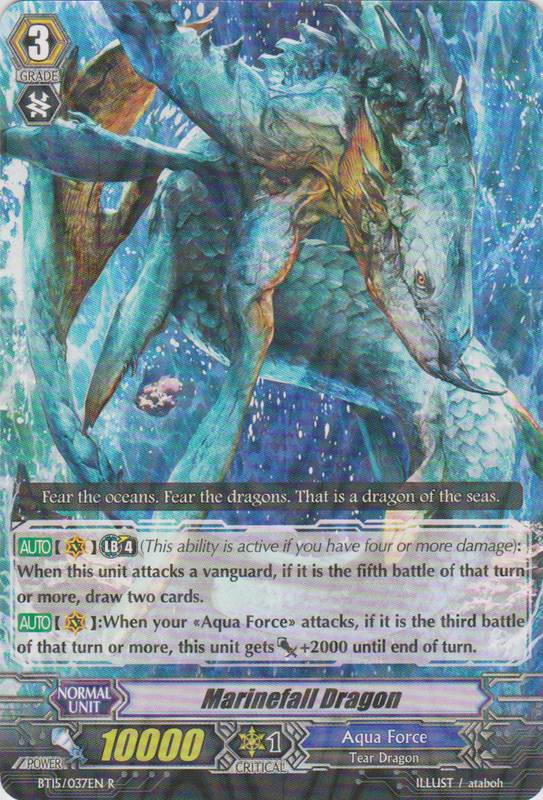 3
GRADE
Fear the oceans. Fear the dragons. That is a dragon of the seas.
AUTO【 】LB 4 (This ability is active if you have four or more damage):
When this unit attacks a vanguard, if it is the fifth battle of that turn
or more, draw two cards.
AUTO【 】:When your «Aqua Force» attacks, if it is the third battle
of that turn or more, this unit gets +2000 until end of turn.
NORMAL
UNIT
Marinefall Dragon
POWER
10000
1
CRITICAL
Aqua Force
Tear Dragon
BT15/037EN R
ILLUST / ataboh